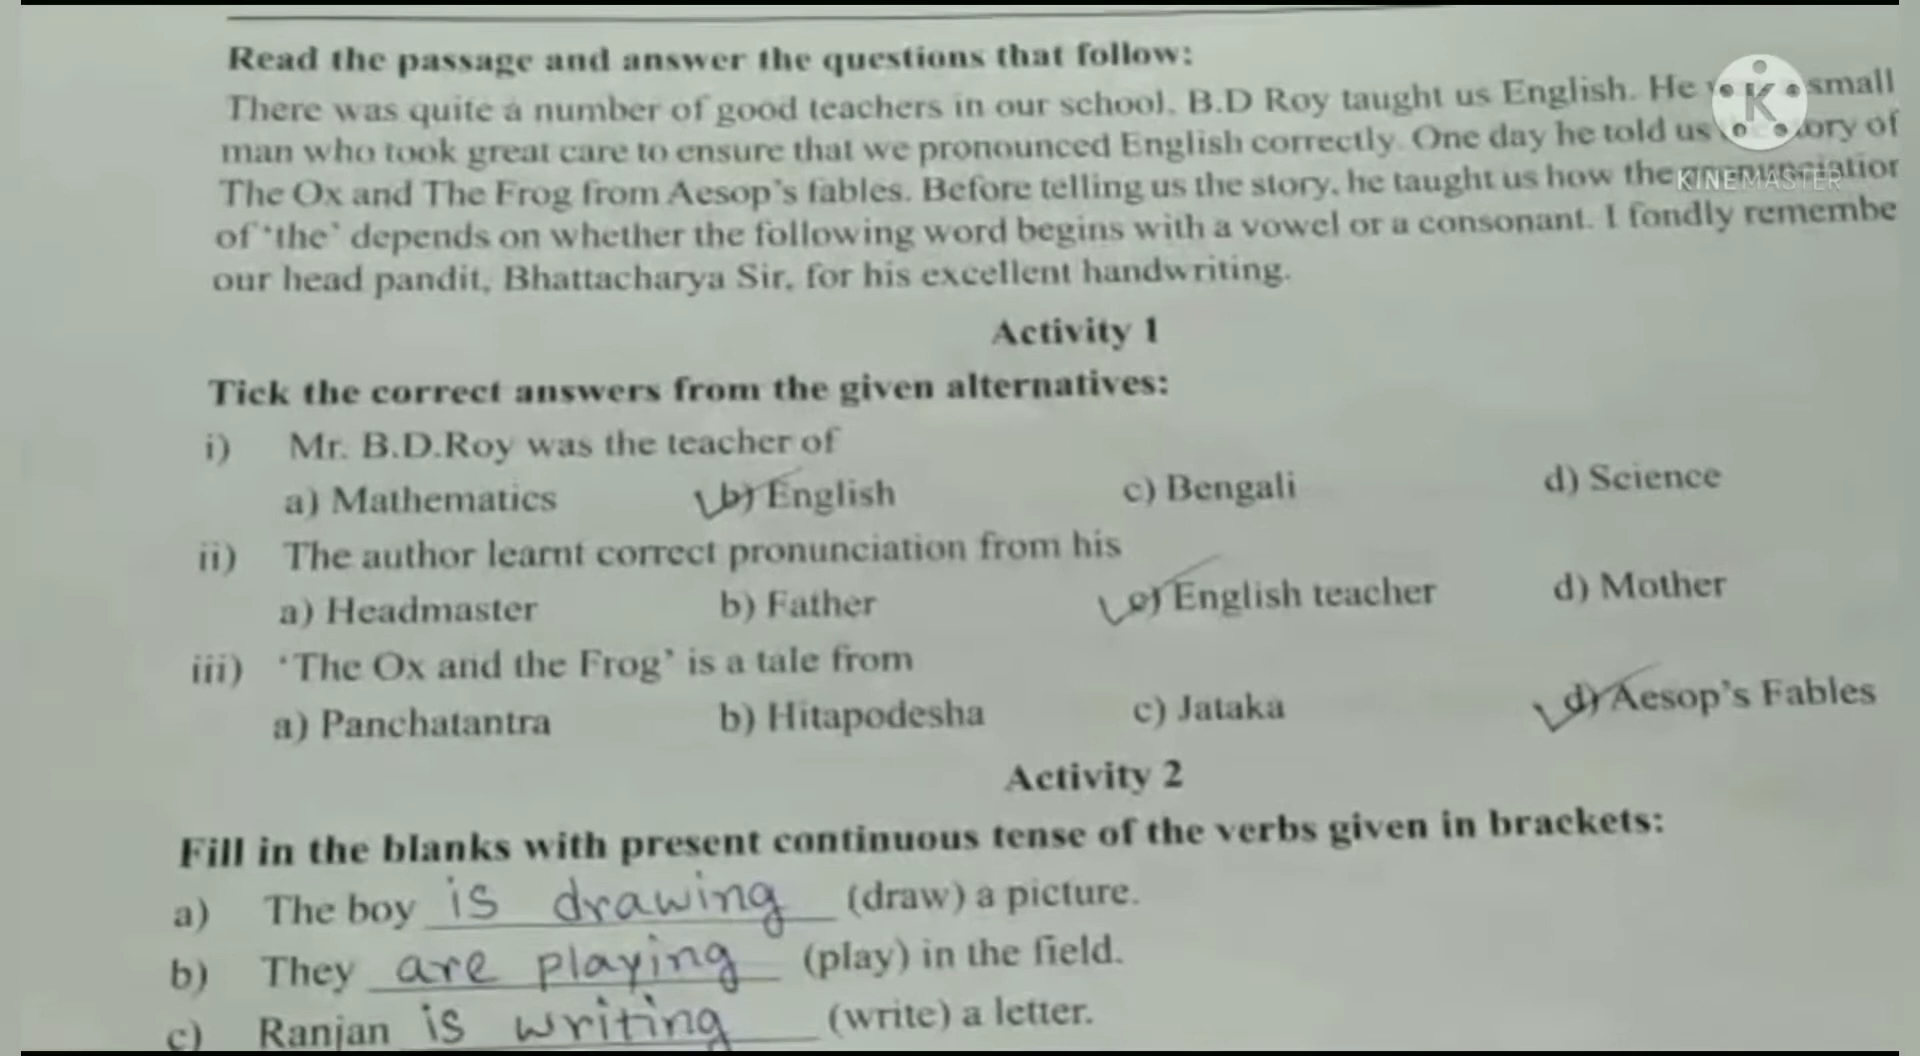 Read the passage and answer the questions that follow:
There was quite a number of good teachers in our school. B.D Roy taught us English. He small
man who took great care to ensure that we pronounced English correctly. One day he told us of
The Ox and The Frog from Aesop's fables. Before telling us the story, he taught us how the
KINEMASTER
of 'the' depends on whether the following word begins with a vowel or a consonant. I fondly remembe
our head pandit, Bhattacharya Sir, for his excellent handwriting.
Activity 1
Tick the correct answers from the given alternatives:
i) Mr. B.D.Roy was the teacher of
a) Mathematics b) English c) Bengali d) Science
ii) The author learnt correct pronunciation from his
a) Headmaster b) Father c) English teacher d) Mother
iii) 'The Ox and the Frog' is a tale from
a) Panchatantra b) Hitapodesha c) Jataka d) Aesop's Fables
Activity 2
Fill in the blanks with present continuous tense of the verbs given in brackets:
a) The boy is drawing (draw) a picture.
b) They are playing (play) in the field.
c) Ranjan is writing (write) a letter.